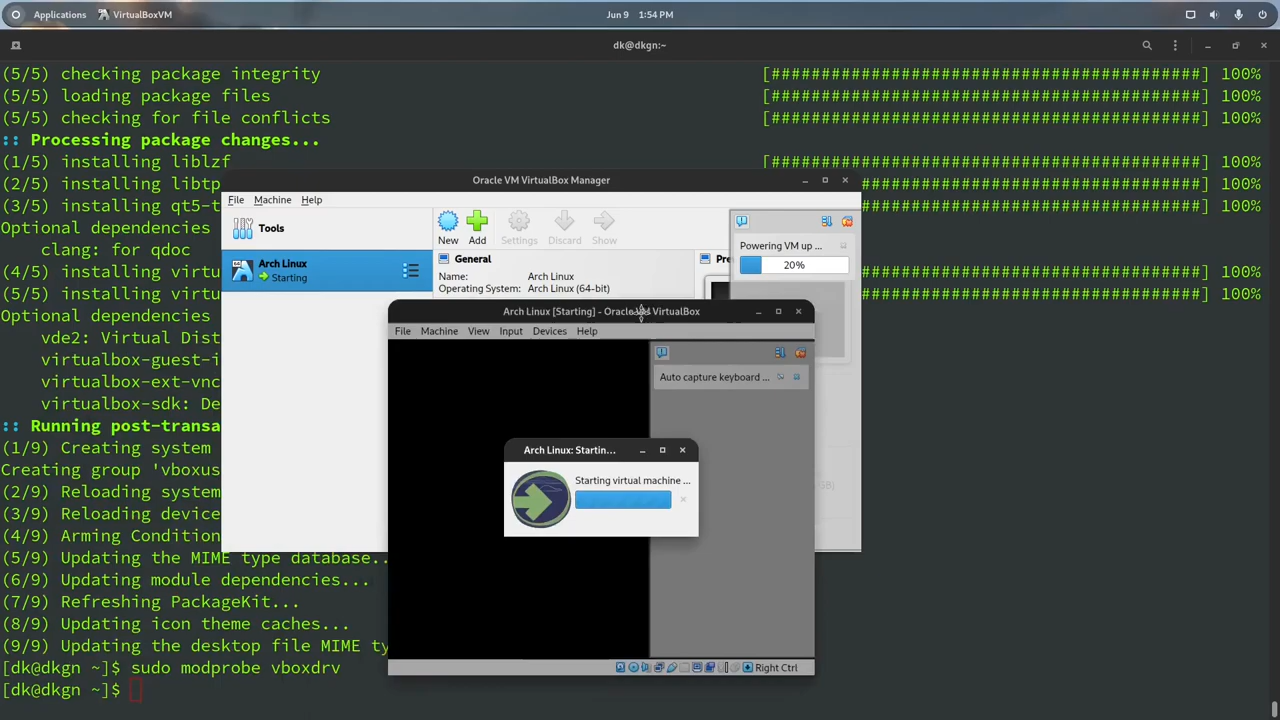 Applications VirtualBoxVM Jun 9 1:54 PM
dk@dkgn:~
(5/5) checking package integrity [########################################] 100%
(5/5) loading package files [########################################] 100%
(5/5) checking for file conflicts [########################################] 100%
:: Processing package changes...
(1/5) installing liblzf [########################################] 100%
(2/5) installing libtp 100%
(3/5) installing qt5-t 100%
Optional dependencies
clang: for qdoc
(4/5) installing virtu 100%
(5/5) installing virtu 100%
Optional dependencies
vde2: Virtual Dist
virtualbox-guest-i
virtualbox-ext-vnc
virtualbox-sdk: De
:: Running post-transa
(1/9) Creating system
Creating group 'vboxus
(2/9) Reloading system
(3/9) Reloading device
(4/9) Arming Condition
(5/9) Updating the MIME type database..
(6/9) Updating module dependencies...
(7/9) Refreshing PackageKit...
(8/9) Updating icon theme caches...
(9/9) Updating the desktop file MIME ty
[dk@dkgn ~]$ sudo modprobe vboxdrv
[dk@dkgn ~]$
Oracle VM VirtualBox Manager
File Machine Help
Tools
New Add Settings Discard Show
Arch Linux
Starting
General
Name: Arch Linux
Operating System: Arch Linux (64-bit)
Pre
Powering VM up ...
20%
Arch Linux [Starting] - Oracle VM VirtualBox
File Machine View Input Devices Help
Auto capture keyboard ...
Arch Linux: Startin...
Starting virtual machine ...
Right Ctrl